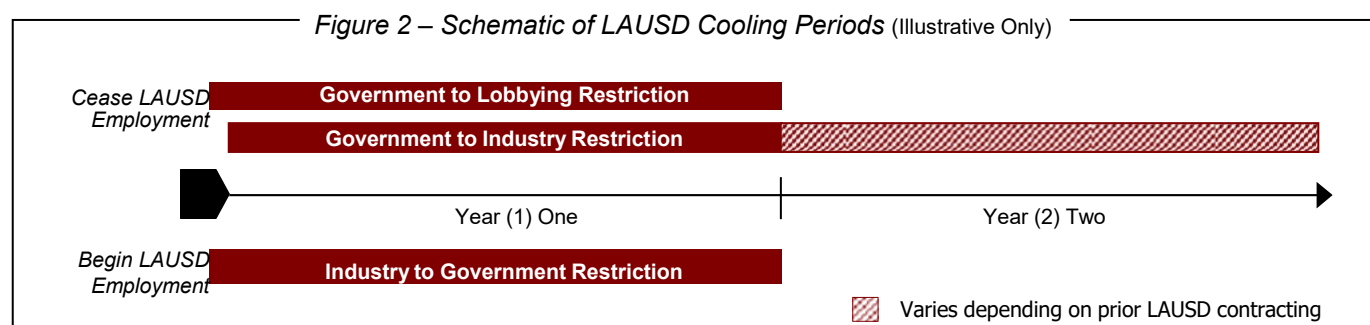 Figure 2 – Schematic of LAUSD Cooling Periods (Illustrative Only)
Cease LAUSD
Employment
Government to Lobbying Restriction
Government to Industry Restriction
Year (1) One
Year (2) Two
Begin LAUSD
Employment
Industry to Government Restriction
Varies depending on prior LAUSD contracting